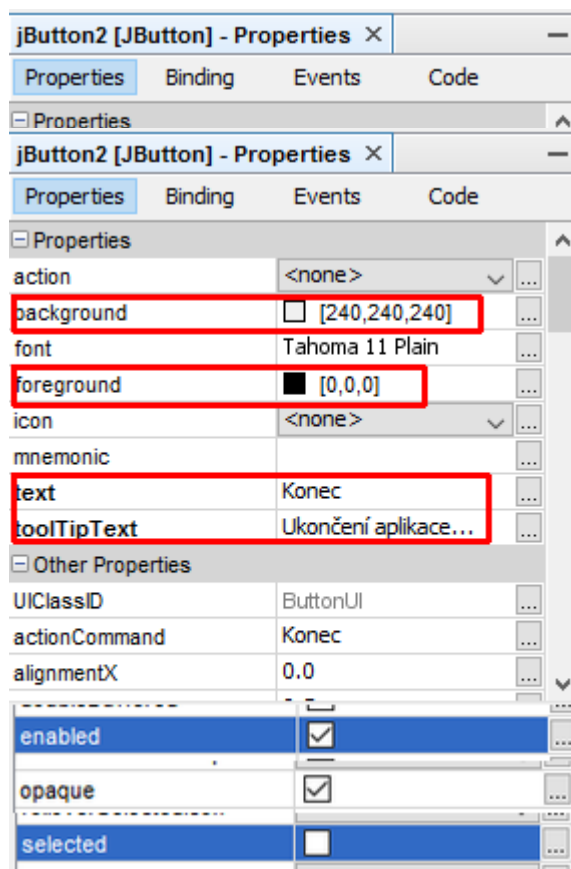 jButton2 [JButton] - Properties ×
Properties Binding Events Code
Properties
jButton2 [JButton] - Properties ×
Properties Binding Events Code
Properties
action <none> ...
background [240,240,240] ...
font Tahoma 11 Plain ...
foreground [0,0,0] ...
icon <none> ...
mnemonic ...
text Konec ...
toolTipText Ukončení aplikace... ...
Other Properties
UIClassID ButtonUI ...
actionCommand Konec ...
alignmentX 0.0 ...
enabled ...
opaque ...
selected ...